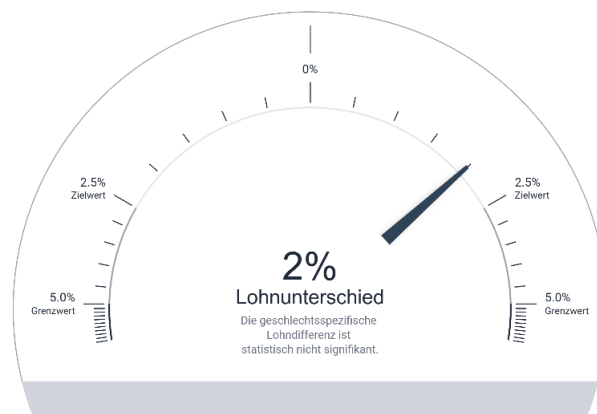 0%
2.5%
Zielwert
2.5%
Zielwert
5.0%
Grenzwert
5.0%
Grenzwert
2%
Lohnunterschied
Die geschlechtsspezifische
Lohndifferenz ist
statistisch nicht signifikant.